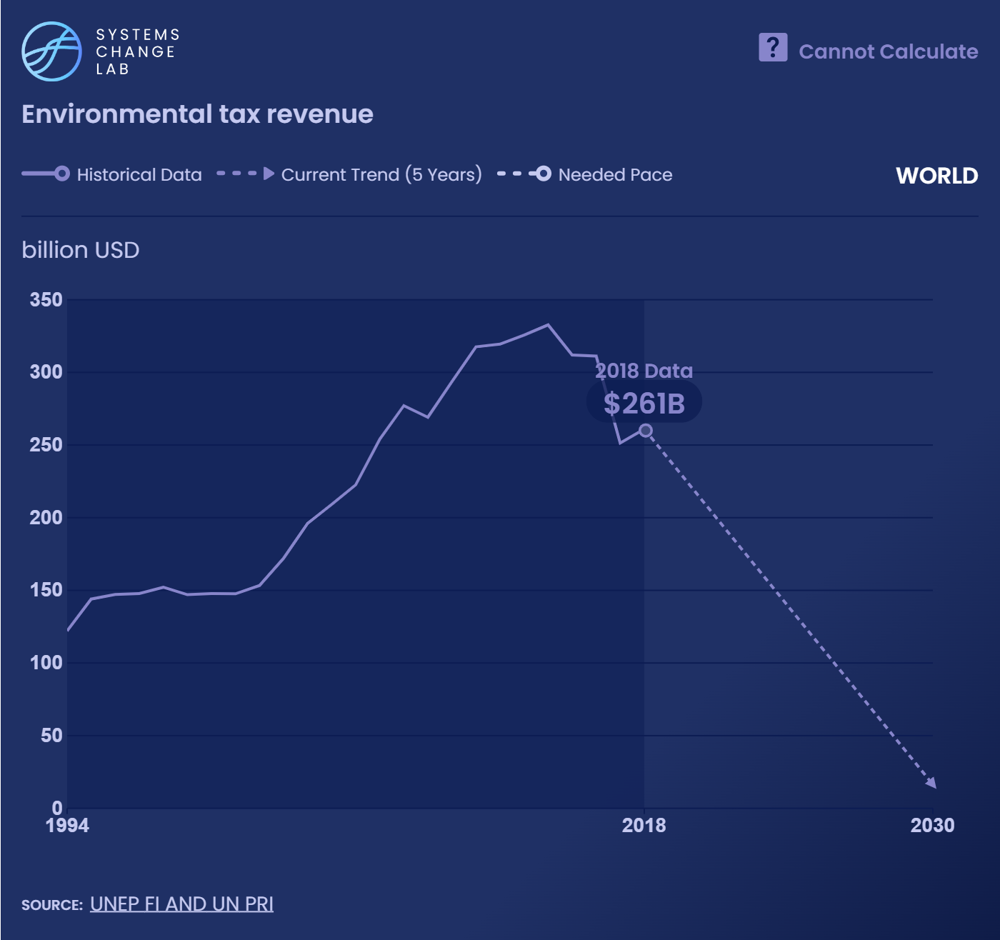 SYSTEMS
CHANGE
LAB
? Cannot Calculate
Environmental tax revenue
Historical Data Current Trend (5 Years) Needed Pace WORLD
billion USD
350
300
250
200
150
100
50
0
2018 Data
$261B
1994 2018 2030
SOURCE: UNEP FI AND UN PRI